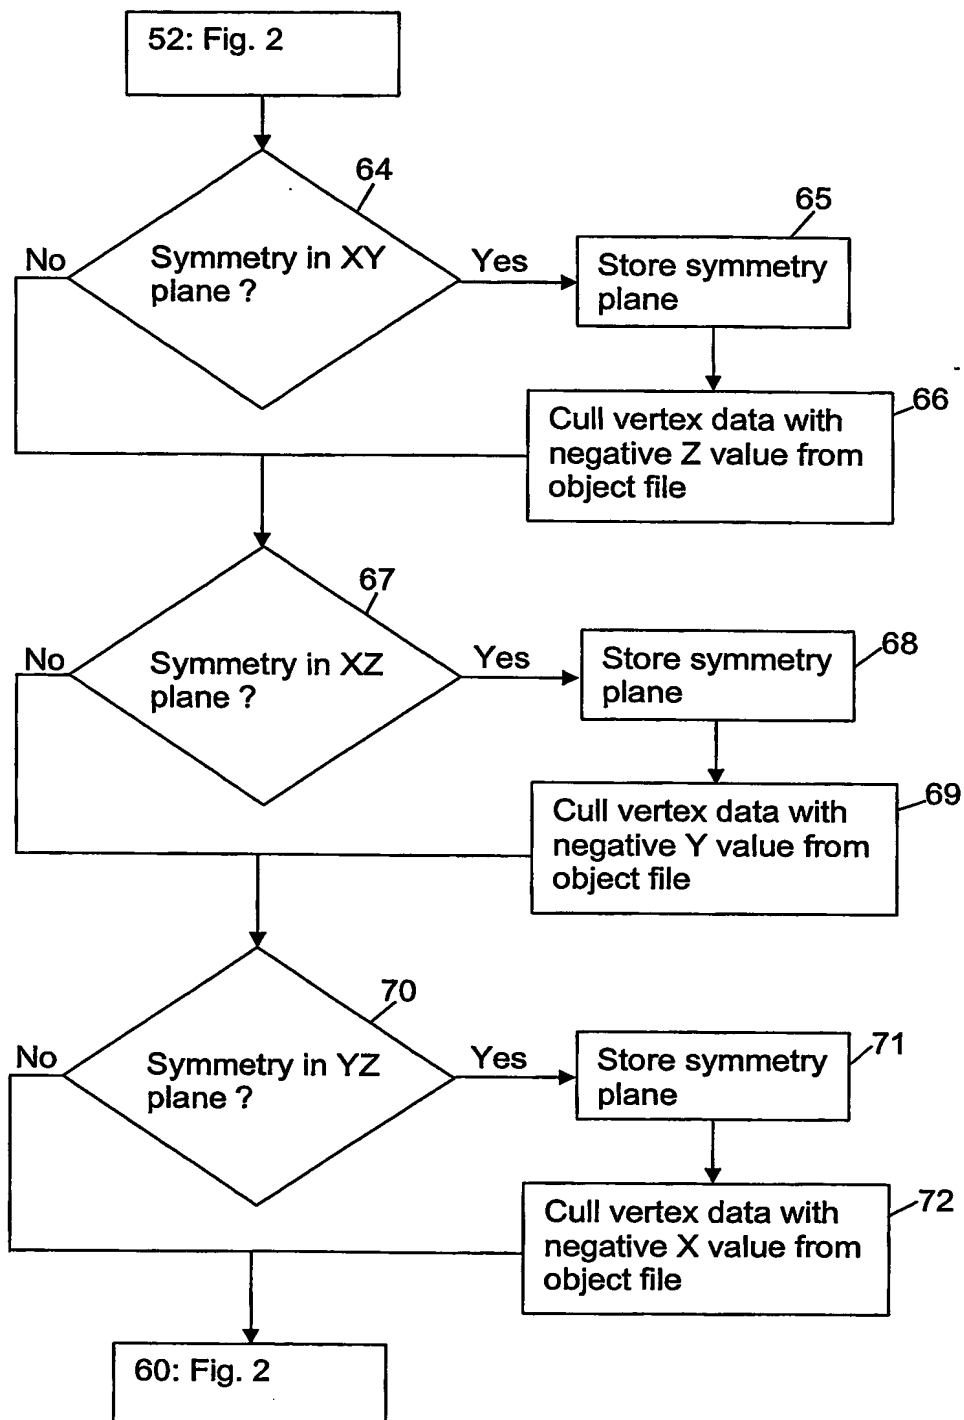 52: Fig. 2
64
Symmetry in XY
plane ?
No
Yes
65
Store symmetry
plane
66
Cull vertex data with
negative Z value from
object file
67
Symmetry in XZ
plane ?
No
Yes
68
Store symmetry
plane
69
Cull vertex data with
negative Y value from
object file
70
Symmetry in YZ
plane ?
No
Yes
71
Store symmetry
plane
72
Cull vertex data with
negative X value from
object file
60: Fig. 2